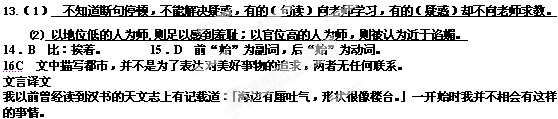 13.（1） 不知道断句停顿，不能解决疑惑，有的（句读）向老师学习，有的（疑惑）却不向老师求教。
（2）以地位低的人为师，则足以感到羞耻；以官位高的人为师，则被认为近于谄媚。
14．B 比：挨着。 15．D 前“蛤”为副词，后“蛤”为动词。
16C 文中描写都市，并不是为了表达对美好事物的追求，两者无任何联系。
文言译文
我以前曾经读到汉书的天文志上有记载道：「海边有蜃吐气，形状很像楼台。」一开始时我并不相会有这样
的事情。